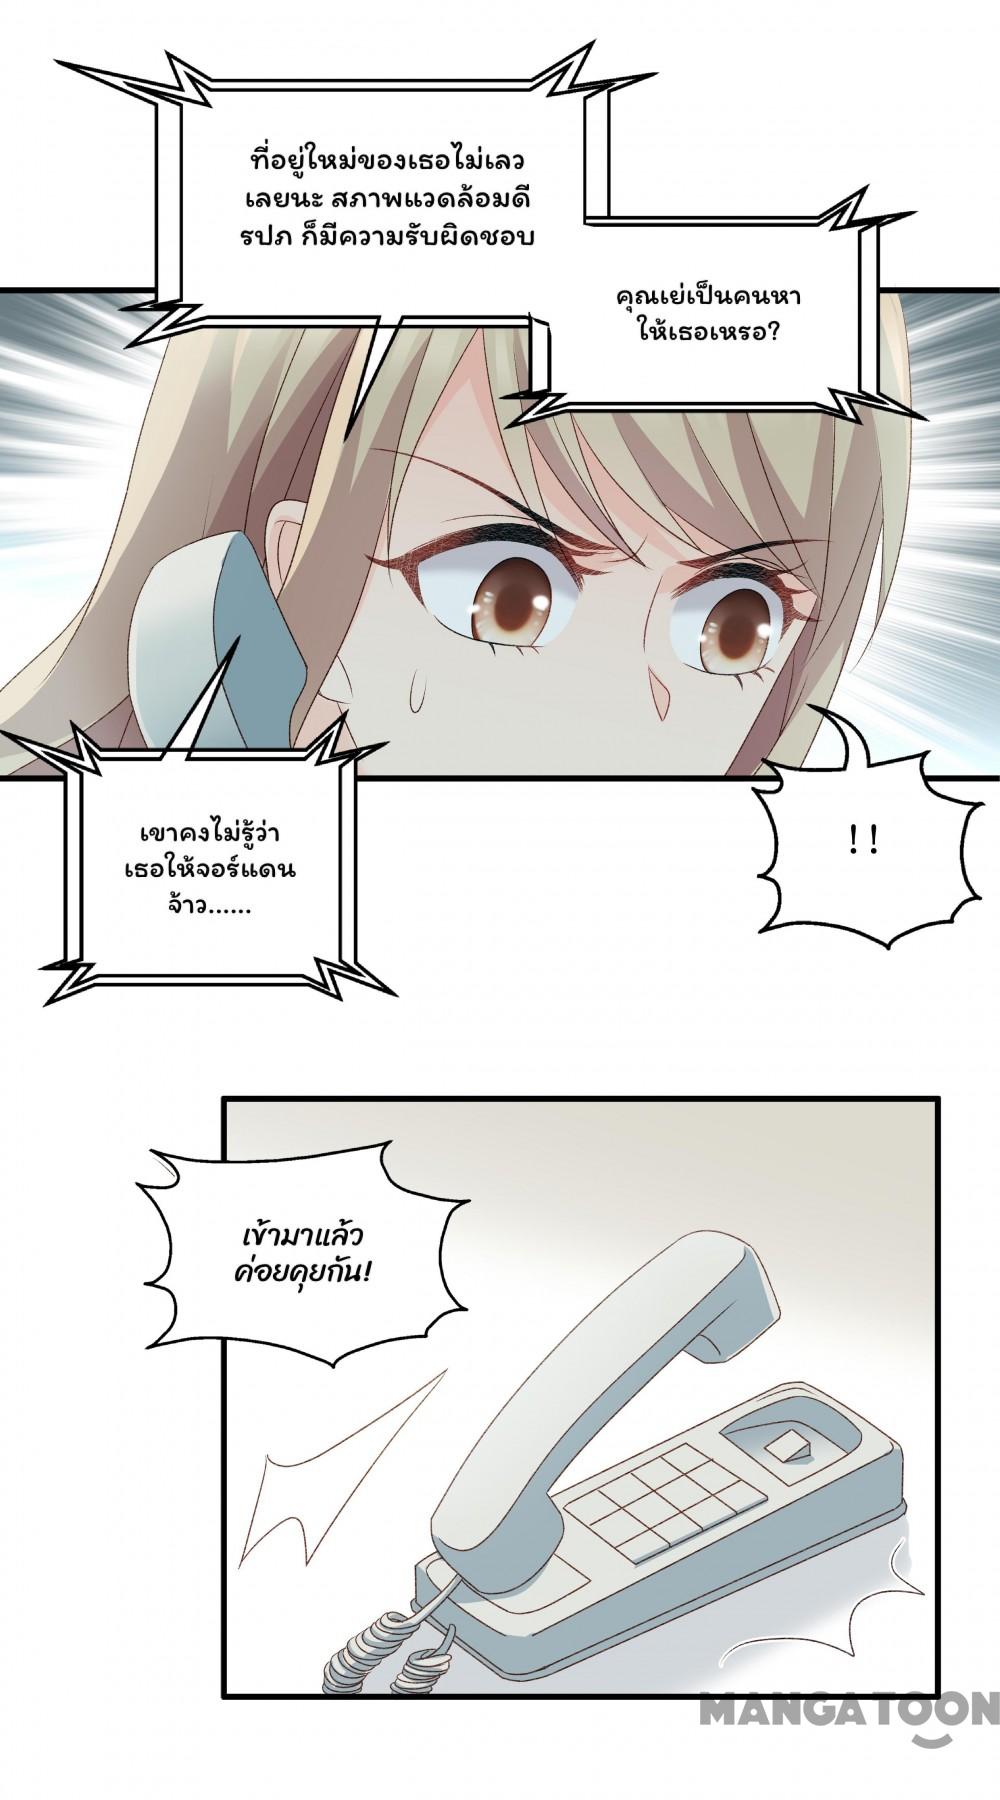 ที่อยู่ใหม่ของเธอไม่เลว
เลยนะ สภาพแวดล้อมดี
รปภ ก็มีความรับผิดชอบ
คุณเย่เป็นคนหา
ให้เธอเหรอ?
เขาคงไม่รู้ว่า
เธอให้จอร์แดน
จ้าว......
!!
เข้ามาแล้ว
ค่อยคุยกัน!
MANGATOON